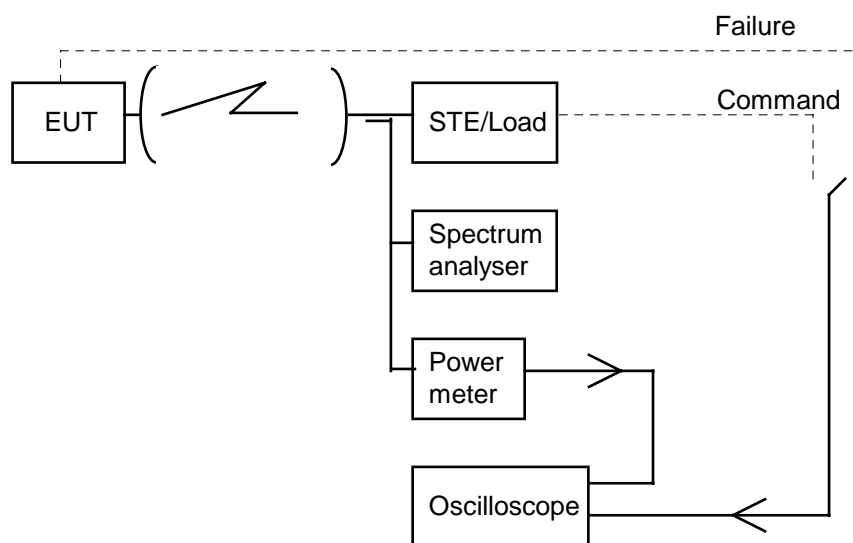 Failure
EUT
STE/Load
Command
Spectrum
analyser
Power
meter
Oscilloscope